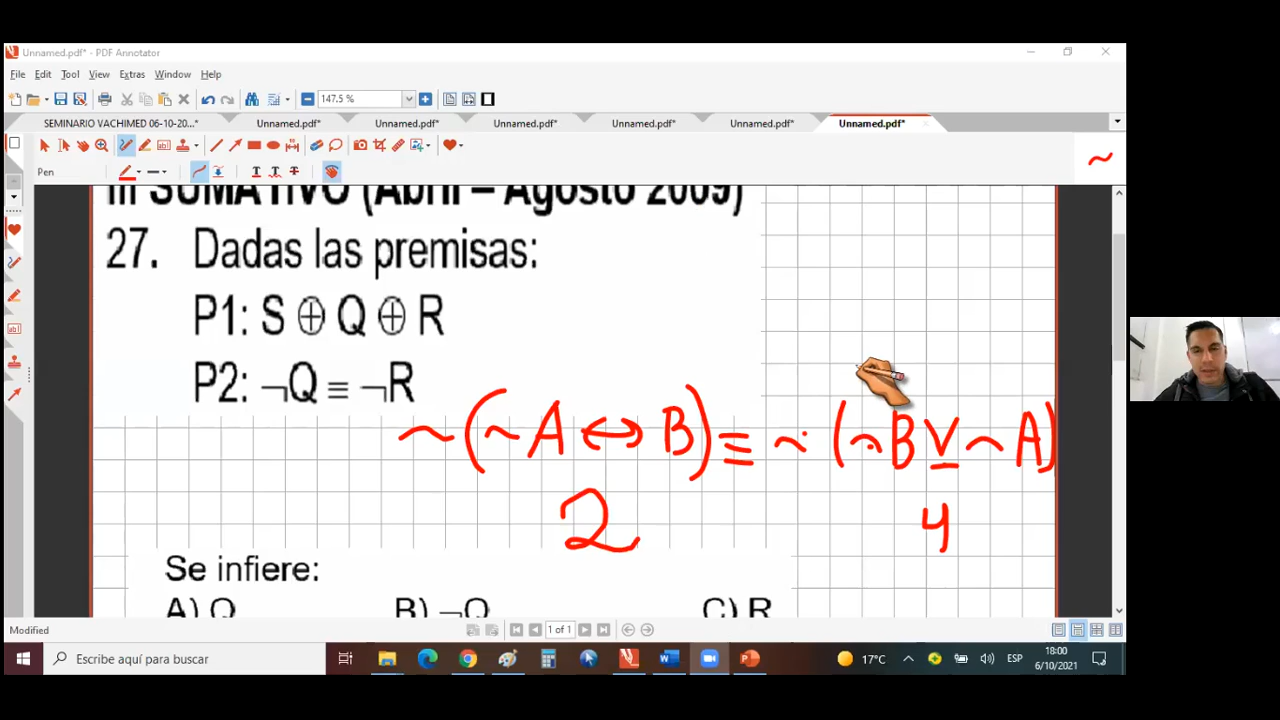 Unnamed.pdf* - PDF Annotator
File Edit Tool View Extras Window Help
147.5 %
SEMINARIO VACHIMED 06-10-20...* Unnamed.pdf* Unnamed.pdf* Unnamed.pdf* Unnamed.pdf* Unnamed.pdf* Unnamed.pdf*
Pen
III SUMATIVO (Abril – Agosto 2009)
27. Dadas las premisas:
P1: S ⊕ Q ⊕ R
P2: ¬Q ≡ ¬R
~(~A ↔ B) ≡ ~(~B ⊻ ~A)
2 4
Se infiere:
A) Q B) ¬Q C) R
Modified 1 of 1
Escribe aquí para buscar 17°C ESP 18:00
6/10/2021